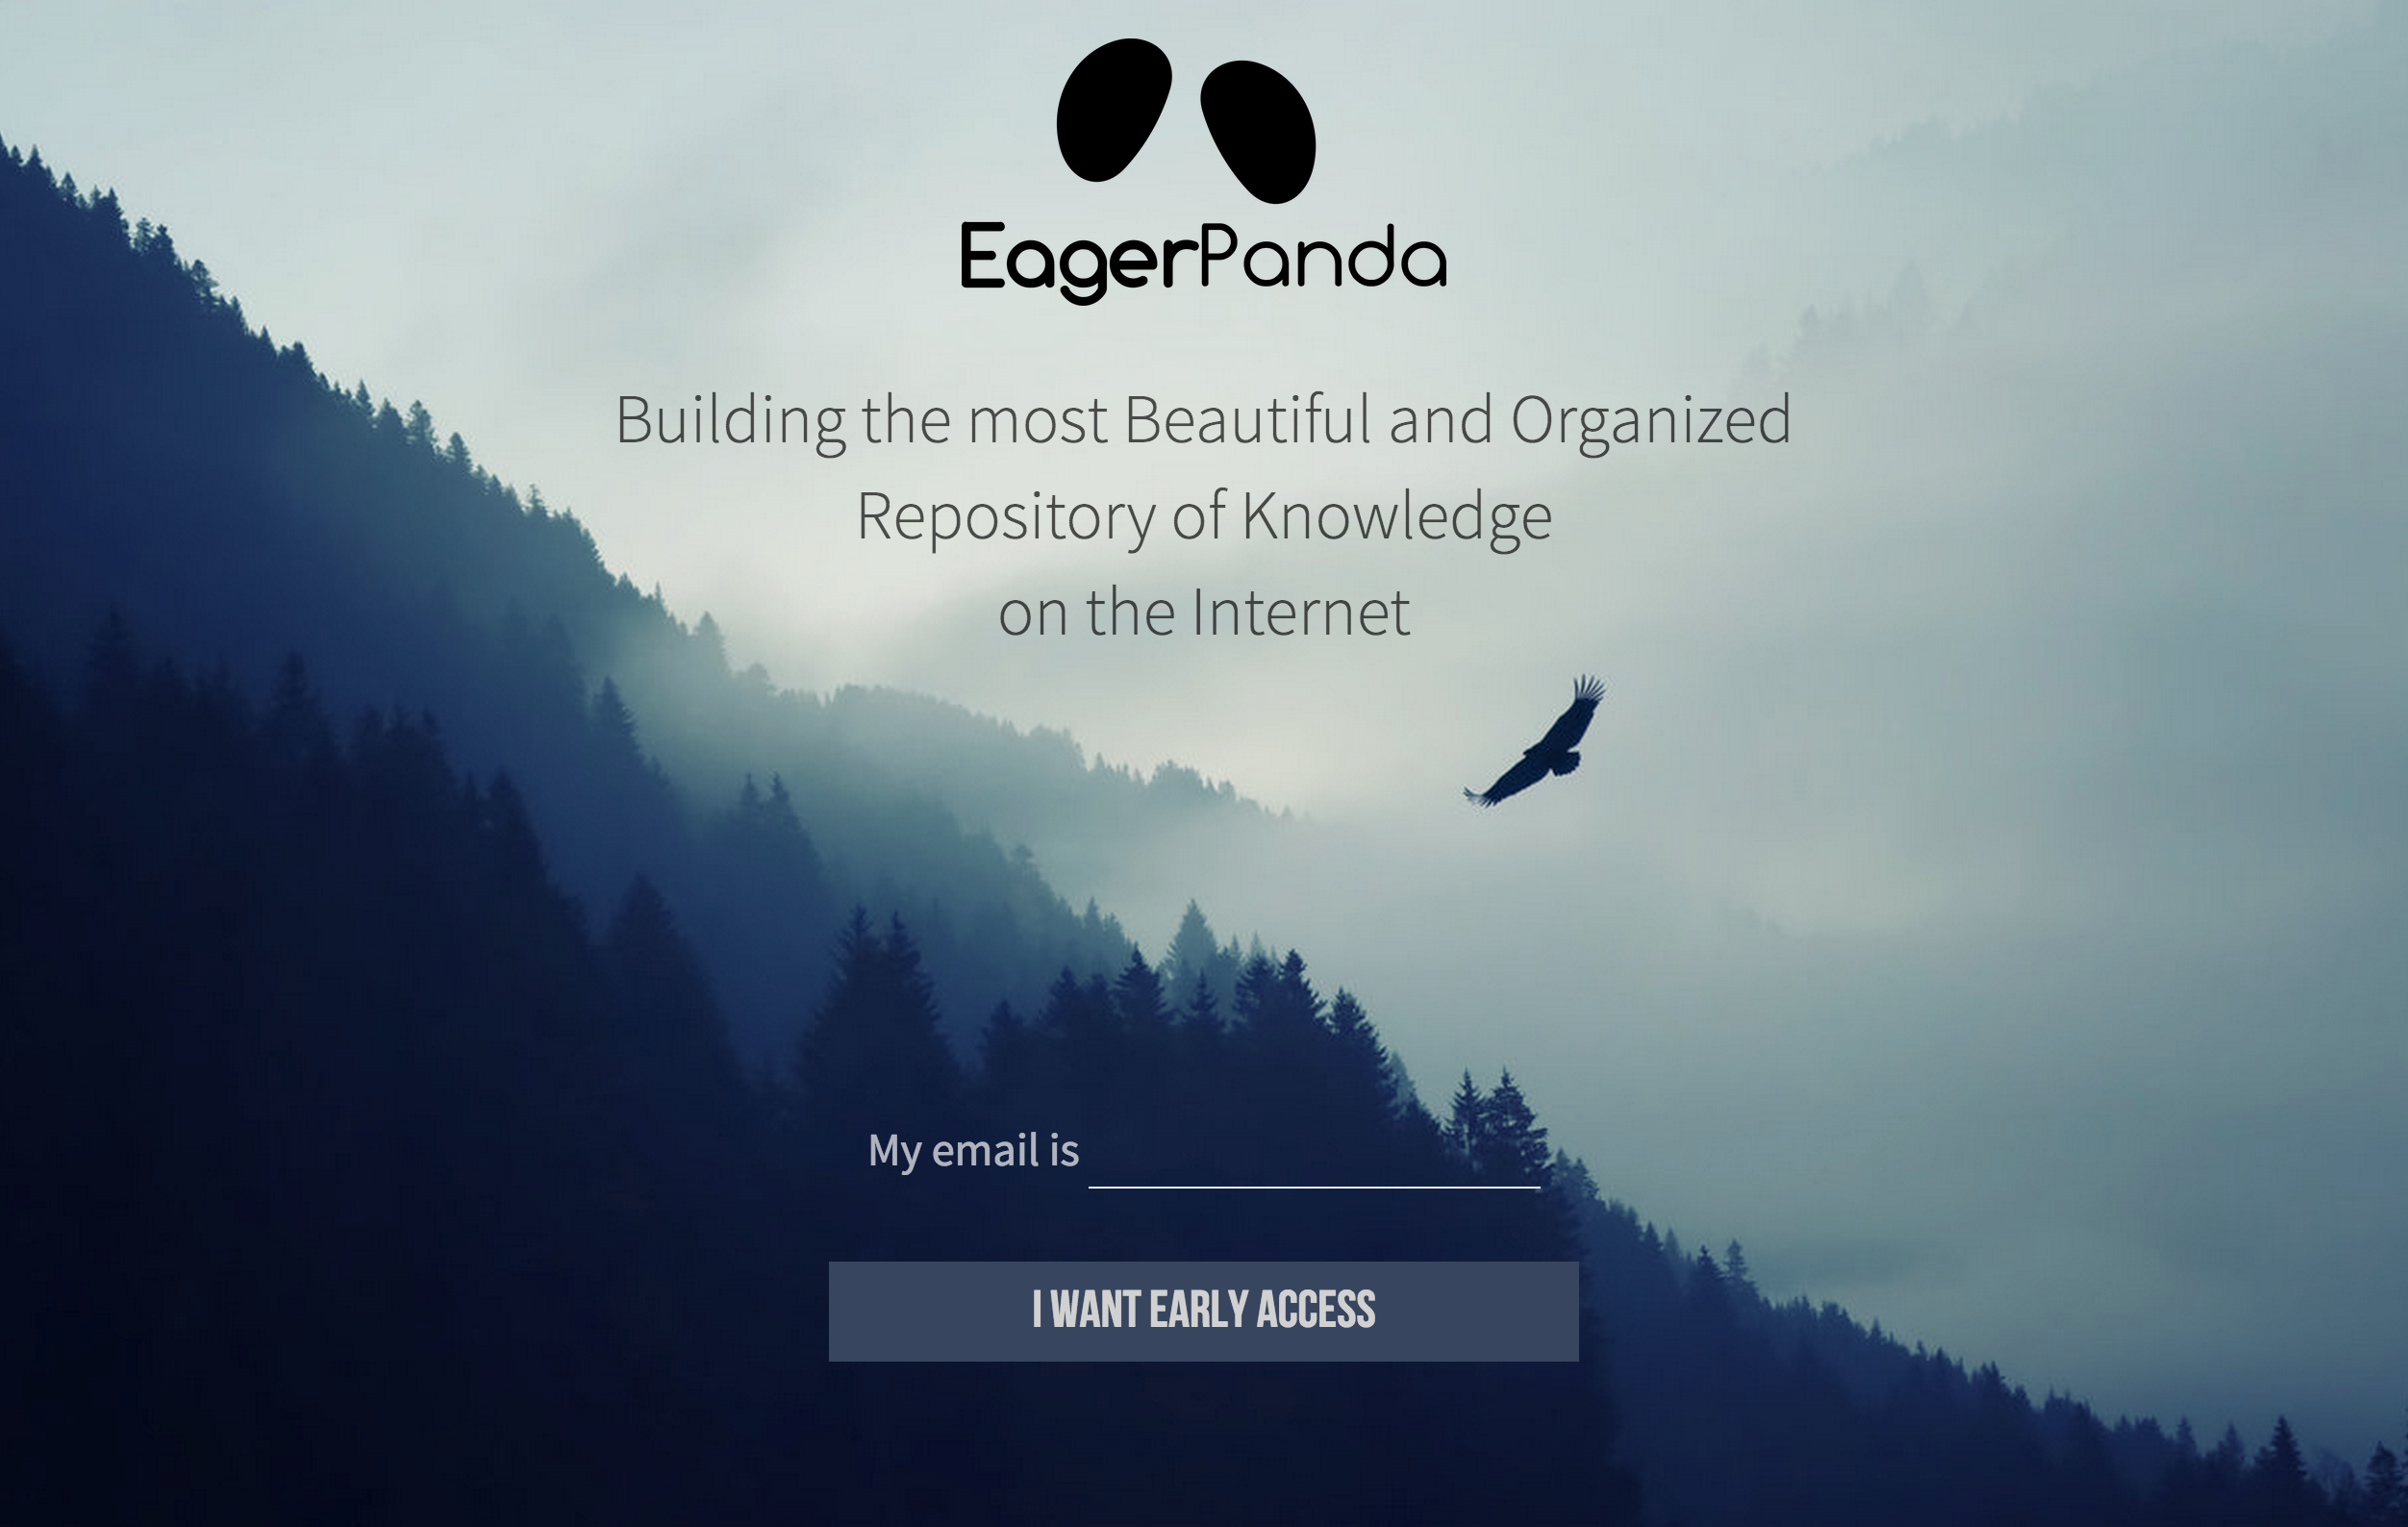 EagerPanda
Building the most Beautiful and Organized
Repository of Knowledge
on the Internet
My email is
I WANT EARLY ACCESS